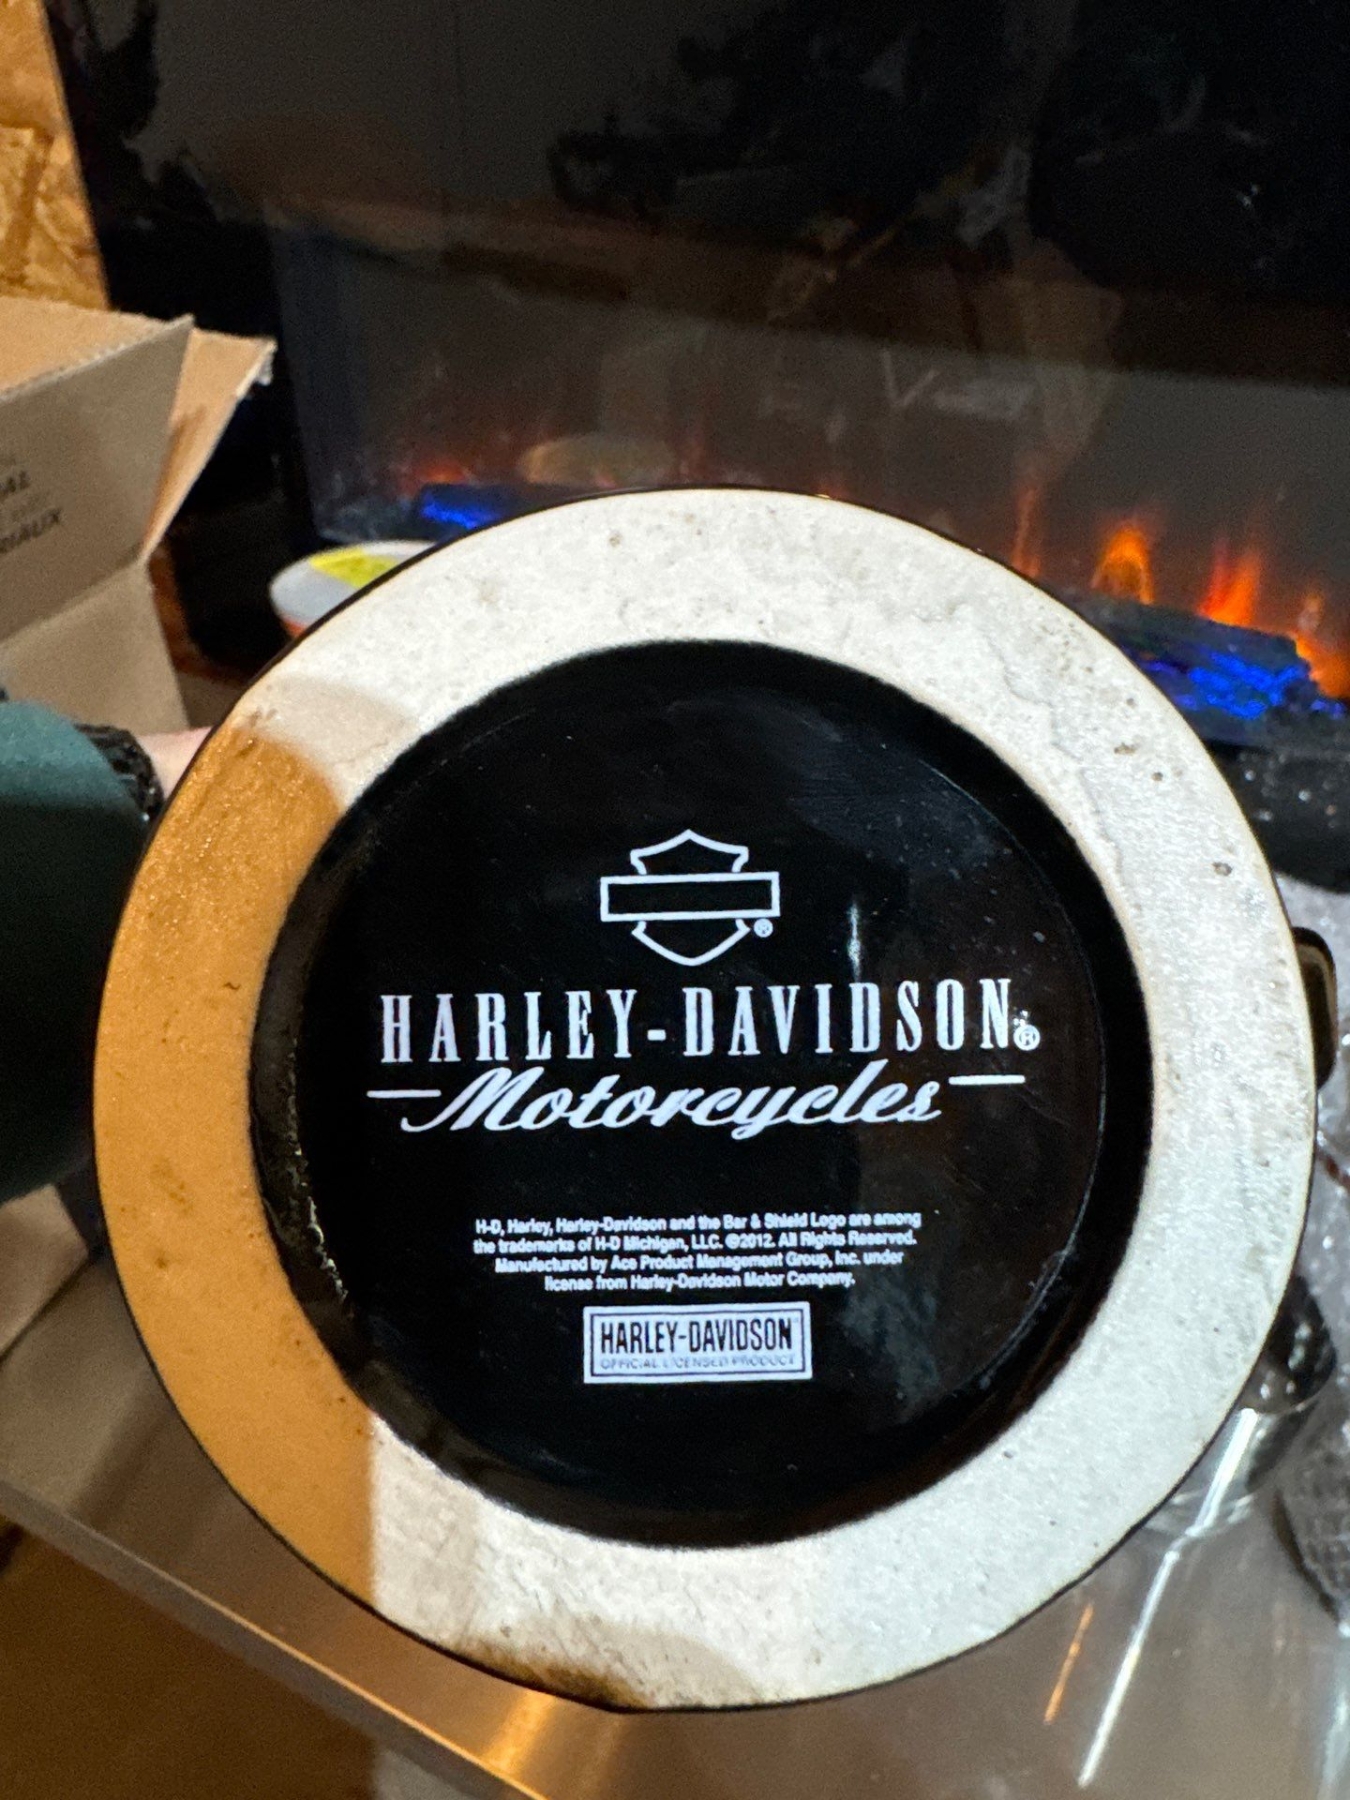 AL
RIAUX
®
HARLEY-DAVIDSON®
Motorcycles
H-D, Harley, Harley-Davidson and the Bar & Shield Logo are among
the trademarks of H-D Michigan, LLC. ©2012. All Rights Reserved.
Manufactured by Ace Product Management Group, Inc. under
license from Harley-Davidson Motor Company.
HARLEY-DAVIDSON
OFFICIAL LICENSED PRODUCT